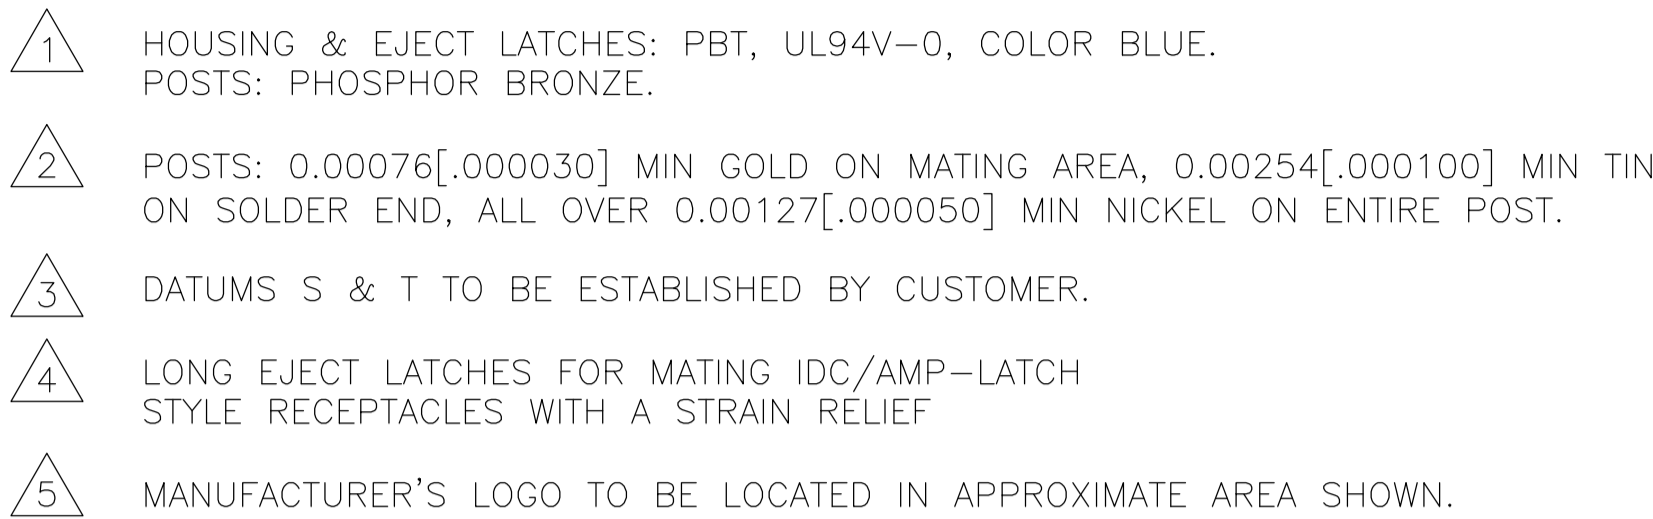 1 HOUSING & EJECT LATCHES: PBT, UL94V-0, COLOR BLUE.
POSTS: PHOSPHOR BRONZE.
2 POSTS: 0.00076[.000030] MIN GOLD ON MATING AREA, 0.00254[.000100] MIN TIN
ON SOLDER END, ALL OVER 0.00127[.000050] MIN NICKEL ON ENTIRE POST.
3 DATUMS S & T TO BE ESTABLISHED BY CUSTOMER.
4 LONG EJECT LATCHES FOR MATING IDC/AMP-LATCH
STYLE RECEPTACLES WITH A STRAIN RELIEF
5 MANUFACTURER'S LOGO TO BE LOCATED IN APPROXIMATE AREA SHOWN.